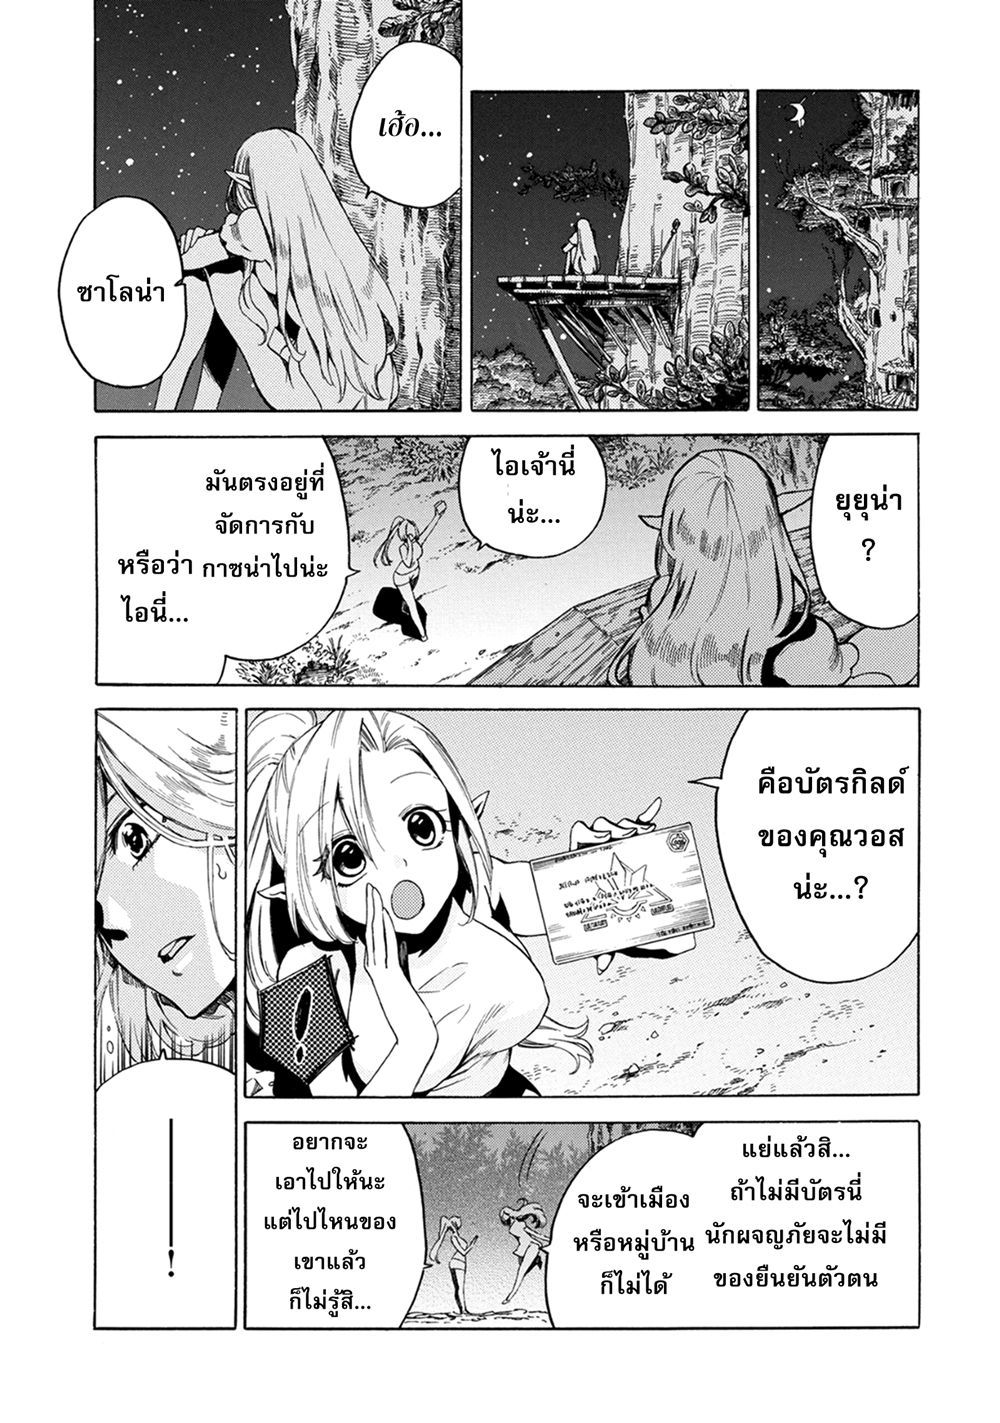 เฮ้อ...
ซาโลน่า
ยุยุน่า
?
ไอเจ้านี่
น่ะ...
มันตรงอยู่ที่
จัดการกับ
กาซน่าไปน่ะ
หรือว่า
ไอนี่...
คือบัตรกิลด์
ของคุณวอส
น่ะ...?
!
แย่แล้วสิ...
ถ้าไม่มีบัตรนี่
นักผจญภัยจะไม่มี
ของยืนยันตัวตน
จะเข้าเมือง
หรือหมู่บ้าน
ก็ไม่ได้
อยากจะ
เอาไปให้นะ
แต่ไปไหนของ
เขาแล้ว
ก็ไม่รู้สิ...